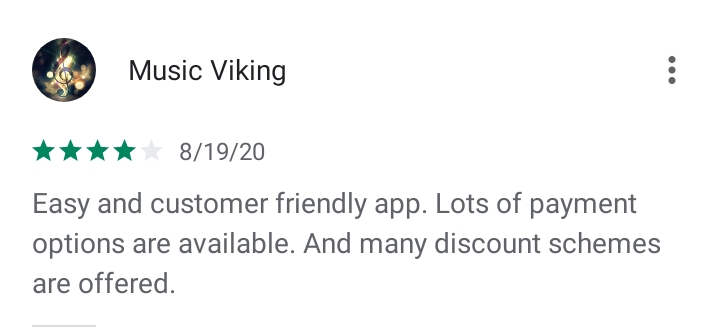 Music Viking
8/19/20
Easy and customer friendly app. Lots of payment
options are available. And many discount schemes
are offered.